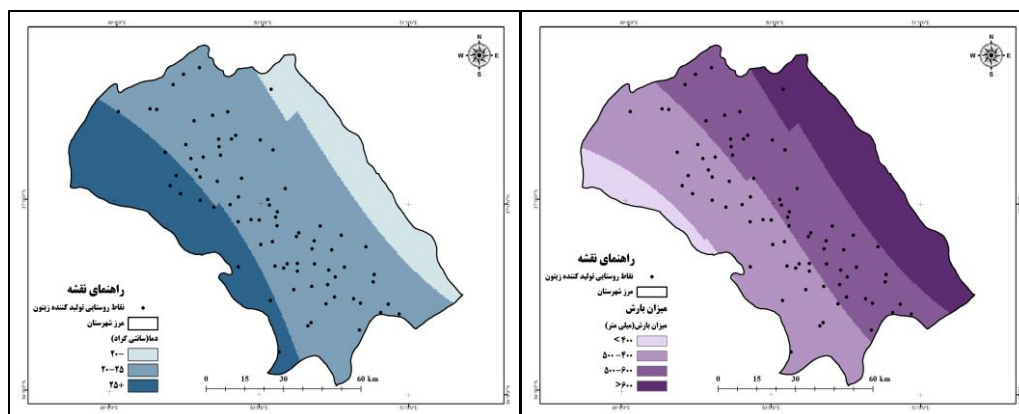 N
W E
S
راهنمای نقشه
نقاط روستایی تولید کننده زیتون
مرز شهرستان
دما(سانتی گراد)
۲۰-
۲۰-۲۵
۲۵+
0 15 30 60 km
N
W E
S
راهنمای نقشه
نقاط روستایی تولید کننده زیتون
مرز شهرستان
میزان بارش
میزان بارش(میلی متر)
< ۴۰۰
۵۰۰-۴۰۰
۵۰۰-۶۰۰
>۶۰۰
0 15 30 60 km